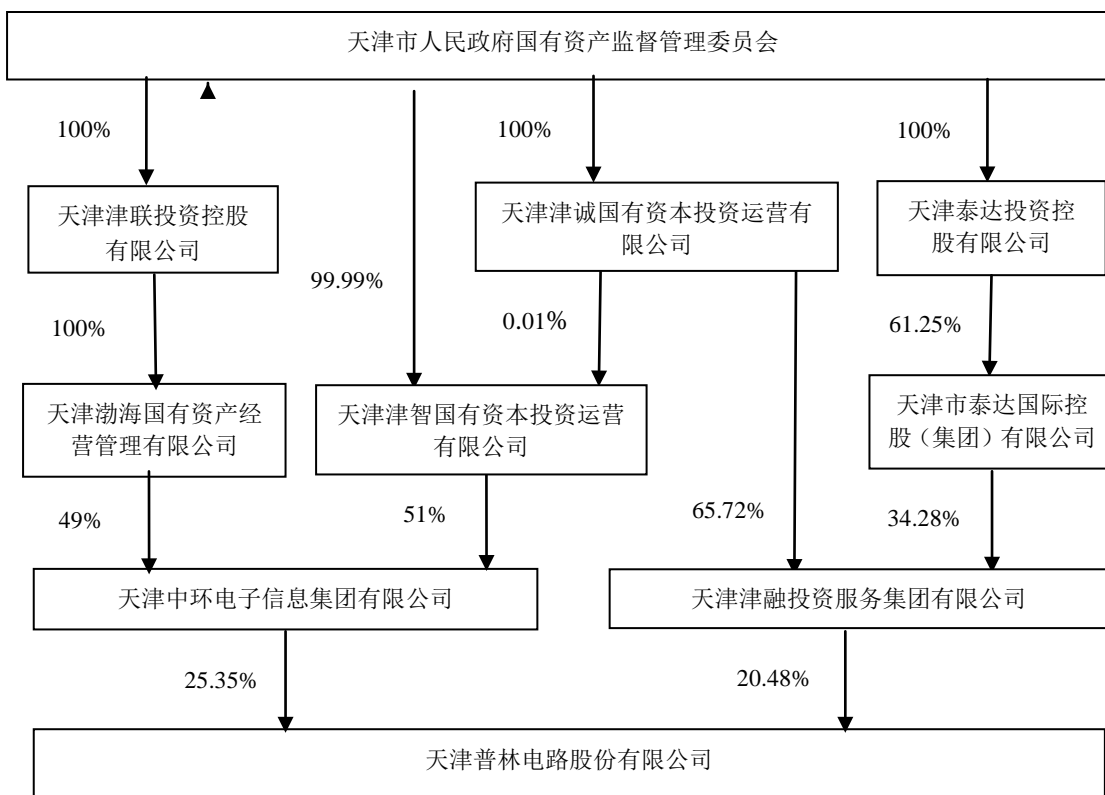 天津市人民政府国有资产监督管理委员会
100%
100%
100%
天津津联投资控股
有限公司
天津津诚国有资本投资运营有
限公司
天津泰达投资控
股有限公司
99.99%
100%
0.01%
61.25%
天津渤海国有资产经
营管理有限公司
天津津智国有资本投资运营
有限公司
天津市泰达国际控
股（集团）有限公司
49%
51%
65.72%
34.28%
天津中环电子信息集团有限公司
天津津融投资服务集团有限公司
25.35%
20.48%
天津普林电路股份有限公司